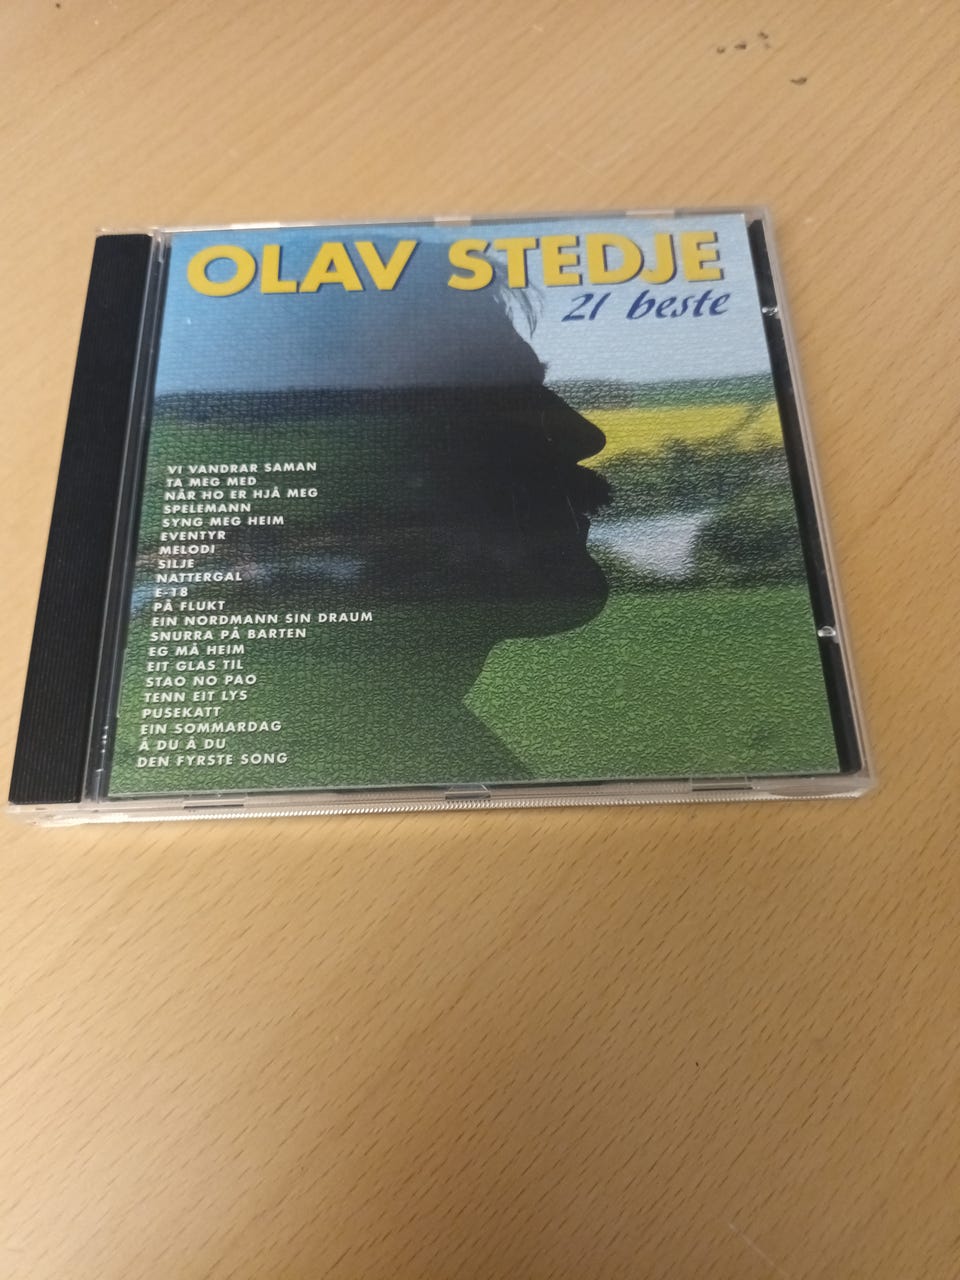 OLAV STEDJE
21 beste
VI VANDRAR SAMAN
TA MEG MED
NÅR HO ER HJÅ MEG
SPELEMANN
SYNG MEG HEIM
EVENTYR
MELODI
SILJE
NATTERGAL
E-18
PÅ FLUKT
EIN NORDMANN SIN DRAUM
SNURRA PÅ BARTEN
EG MÅ HEIM
EIT GLAS TIL
STAO NO PAO
TENN EIT LYS
PUSEKATT
EIN SOMMARDAG
Å DU Å DU
DEN FYRSTE SONG